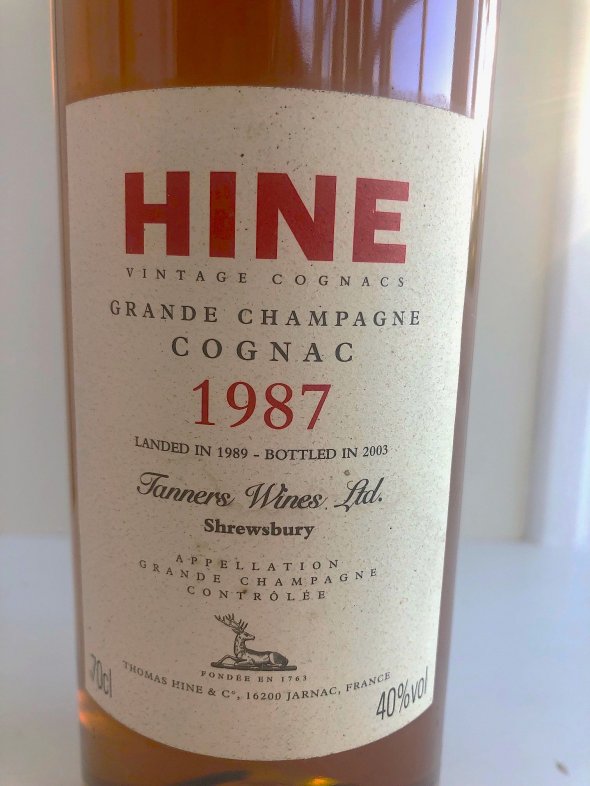 HINE
VINTAGE COGNACS
GRANDE CHAMPAGNE
COGNAC
1987
LANDED IN 1989 - BOTTLED IN 2003
Tanners Wines Ltd.
Shrewsbury
APPELLATION
GRANDE CHAMPAGNE
CONTRÔLÉE
FONDÉE EN 1763
THOMAS HINE & Cº, 16200 JARNAC, FRANCE
70cl
40%vol